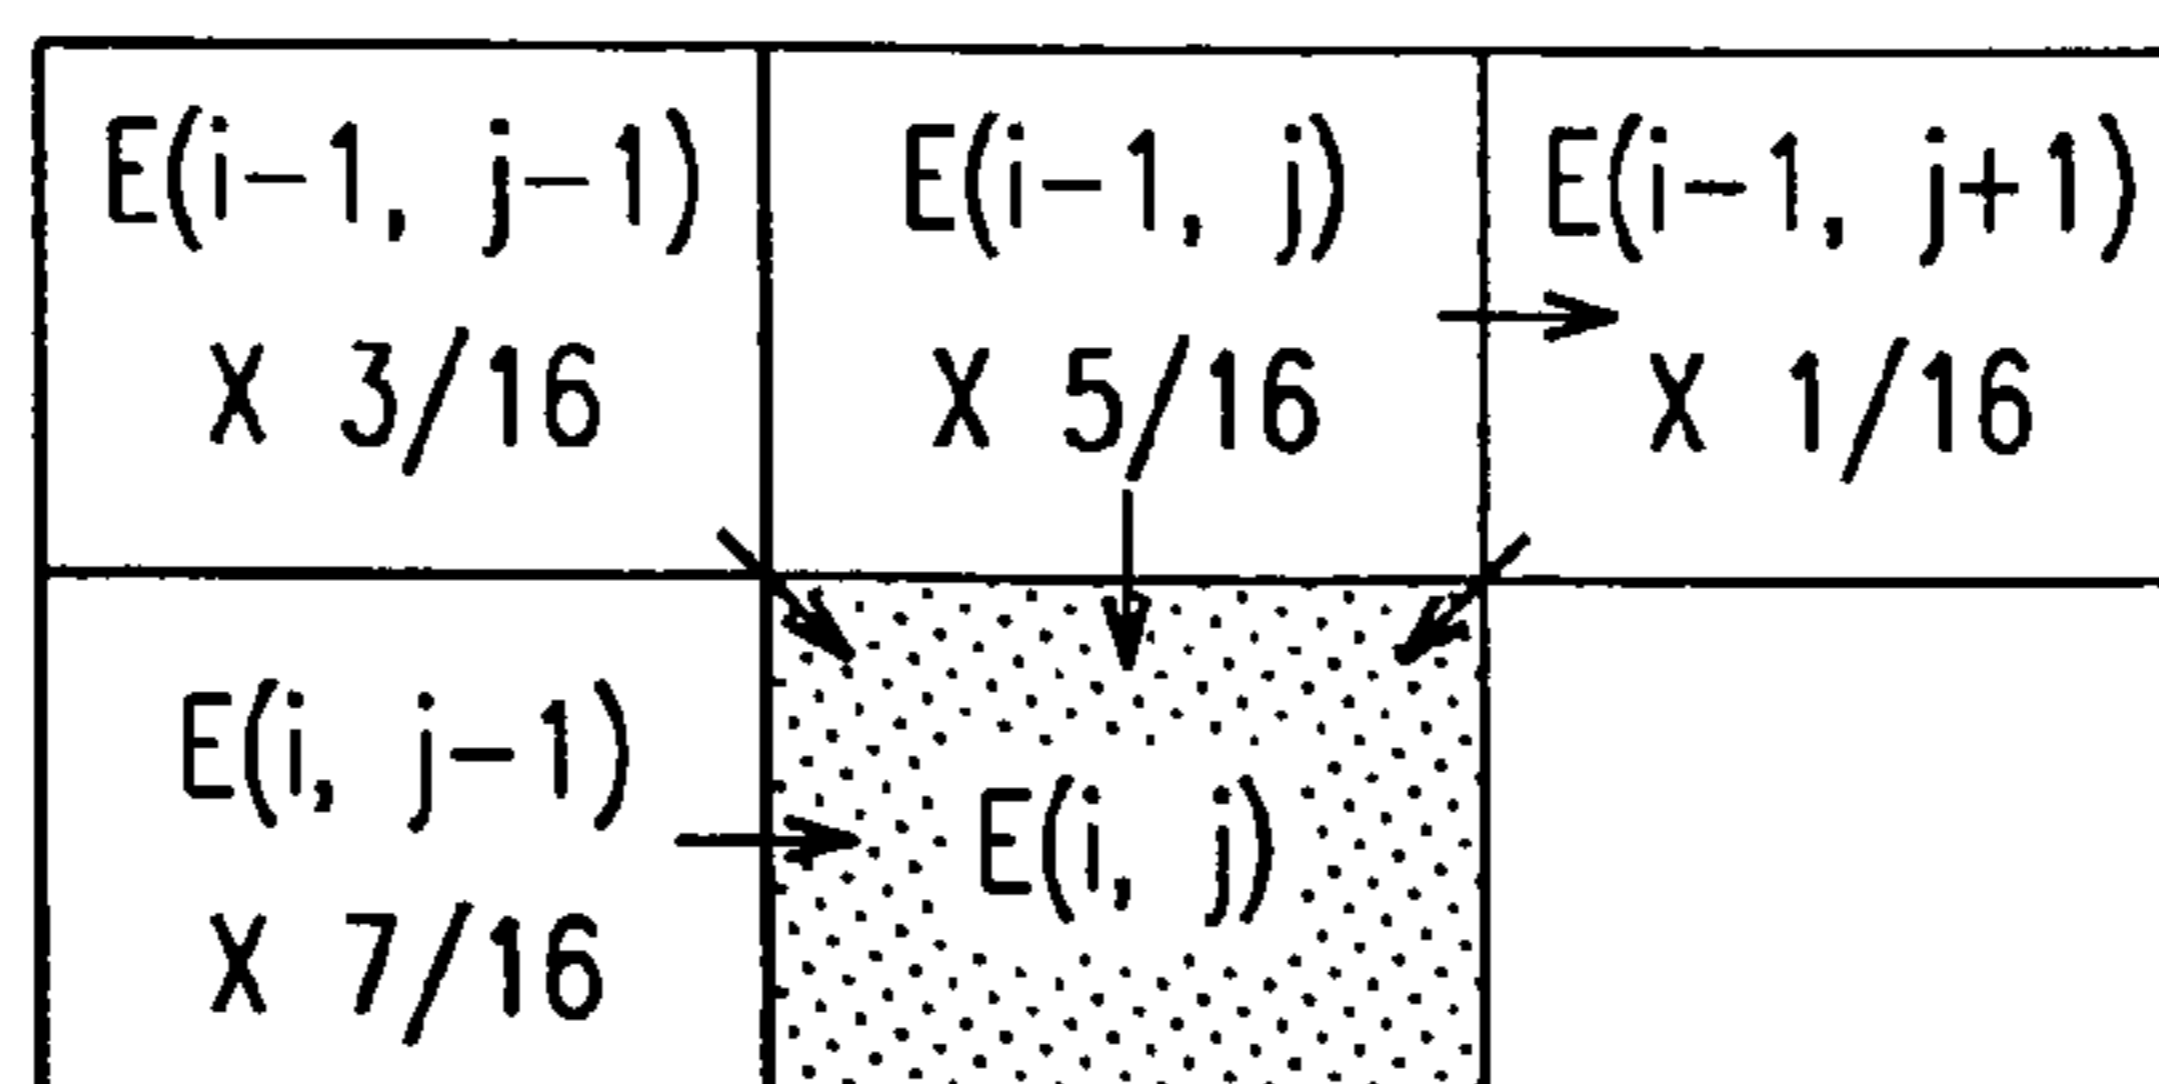 E(i-1, j-1)
X 3/16
E(i-1, j)
X 5/16
E(i-1, j+1)
X 1/16
E(i, j-1)
X 7/16
E(i, j)